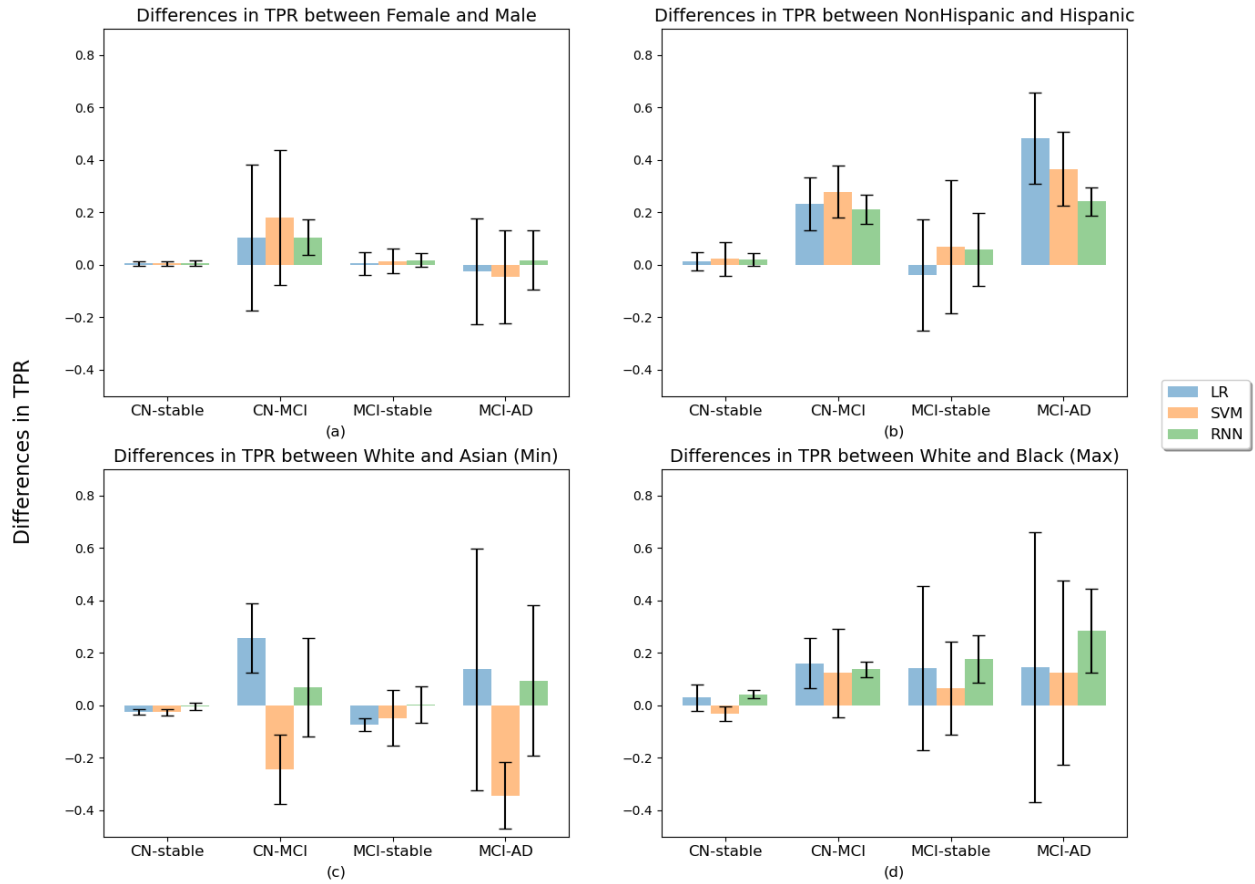 Differences in TPR between Female and Male
0.8
0.6
0.4
0.2
0.0
−0.2
−0.4
CN-stable CN-MCI MCI-stable MCI-AD
(a)
Differences in TPR between NonHispanic and Hispanic
0.8
0.6
0.4
0.2
0.0
−0.2
−0.4
CN-stable CN-MCI MCI-stable MCI-AD
(b)
Differences in TPR
LR
SVM
RNN
Differences in TPR between White and Asian (Min)
0.8
0.6
0.4
0.2
0.0
−0.2
−0.4
CN-stable CN-MCI MCI-stable MCI-AD
(c)
Differences in TPR between White and Black (Max)
0.8
0.6
0.4
0.2
0.0
−0.2
−0.4
CN-stable CN-MCI MCI-stable MCI-AD
(d)